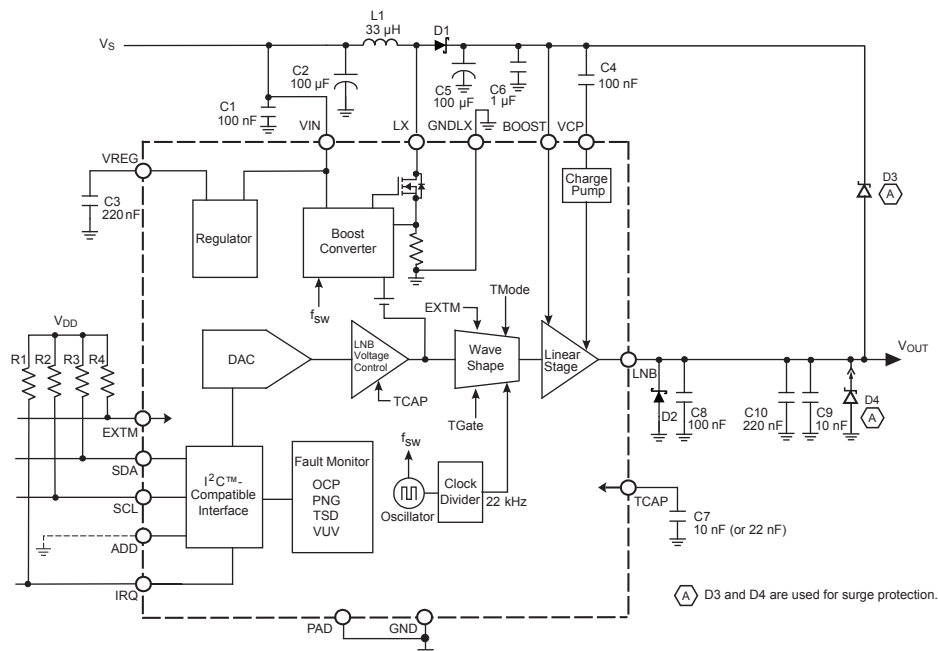 L1
33 µH
D1
VS
C2
100 µF
C5
100 µF
C6
1 µF
C4
100 nF
C1
100 nF
VIN
LX
GNDLX
BOOST
VCP
VREG
C3
220 nF
Regulator
Boost
Converter
Charge
Pump
D3
A
fsw
TMode
EXTM
VDD
R1
R2
R3
R4
DAC
LNB
Voltage
Control
Wave
Shape
Linear
Stage
VOUT
LNB
TCAP
TGate
D2
C8
100 nF
C10
220 nF
C9
10 nF
D4
A
EXTM
SDA
SCL
ADD
IRQ
I2C™-
Compatible
Interface
Fault Monitor
OCP
PNG
TSD
VUV
fsw
Oscillator
Clock
Divider
22 kHz
TCAP
C7
10 nF (or 22 nF)
PAD
GND
A D3 and D4 are used for surge protection.